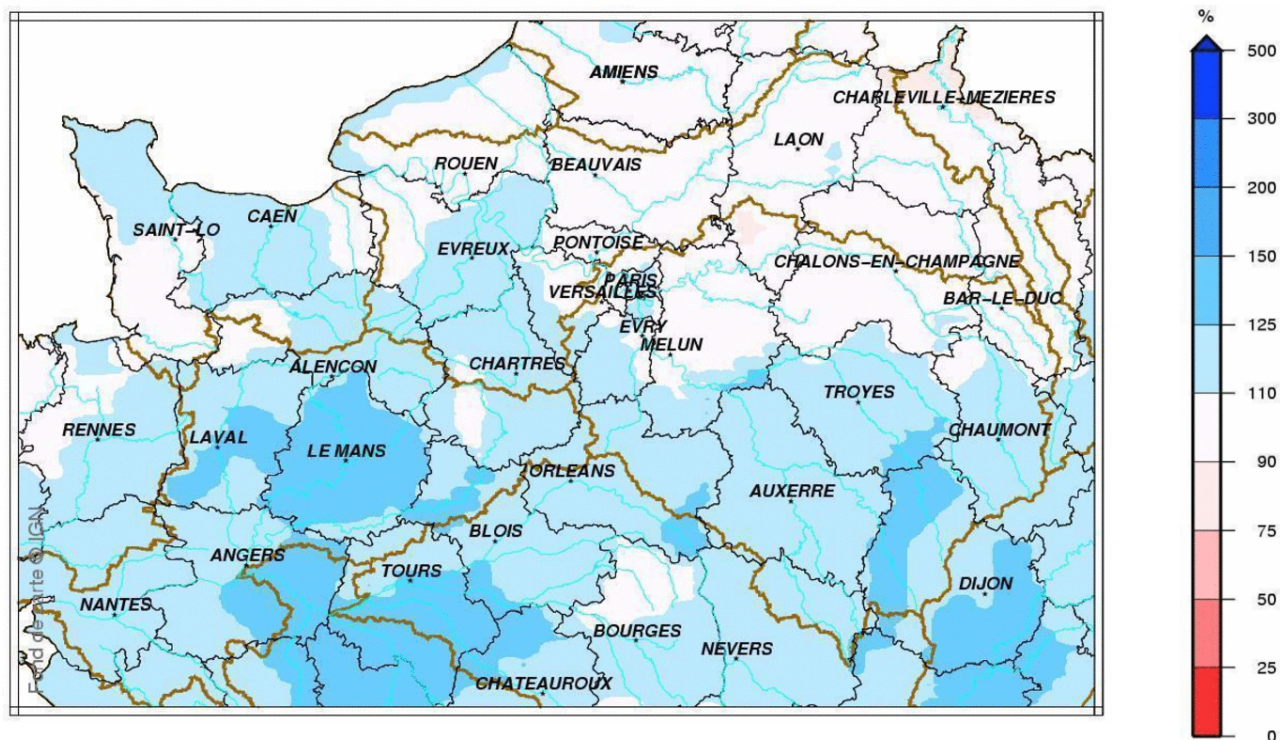 %
500
300
200
150
125
110
90
75
50
25
0
AMIENS
CHARLEVILLE-MEZIERES
LAON
ROUEN
BEAUVAIS
CAEN
SAINT-LO
PONTOISE
EVREUX
CHALONS-EN-CHAMPAGNE
PARIS
VERSAILLES
BAR-LE-DUC
EVRY
MELUN
ALENCON
CHARTRES
TROYES
RENNES
LAVAL
LE MANS
CHAUMONT
ORLEANS
AUXERRE
BLOIS
ANGERS
TOURS
DIJON
NANTES
BOURGES
NEVERS
CHATEAUROUX
Fond de carte © IGN